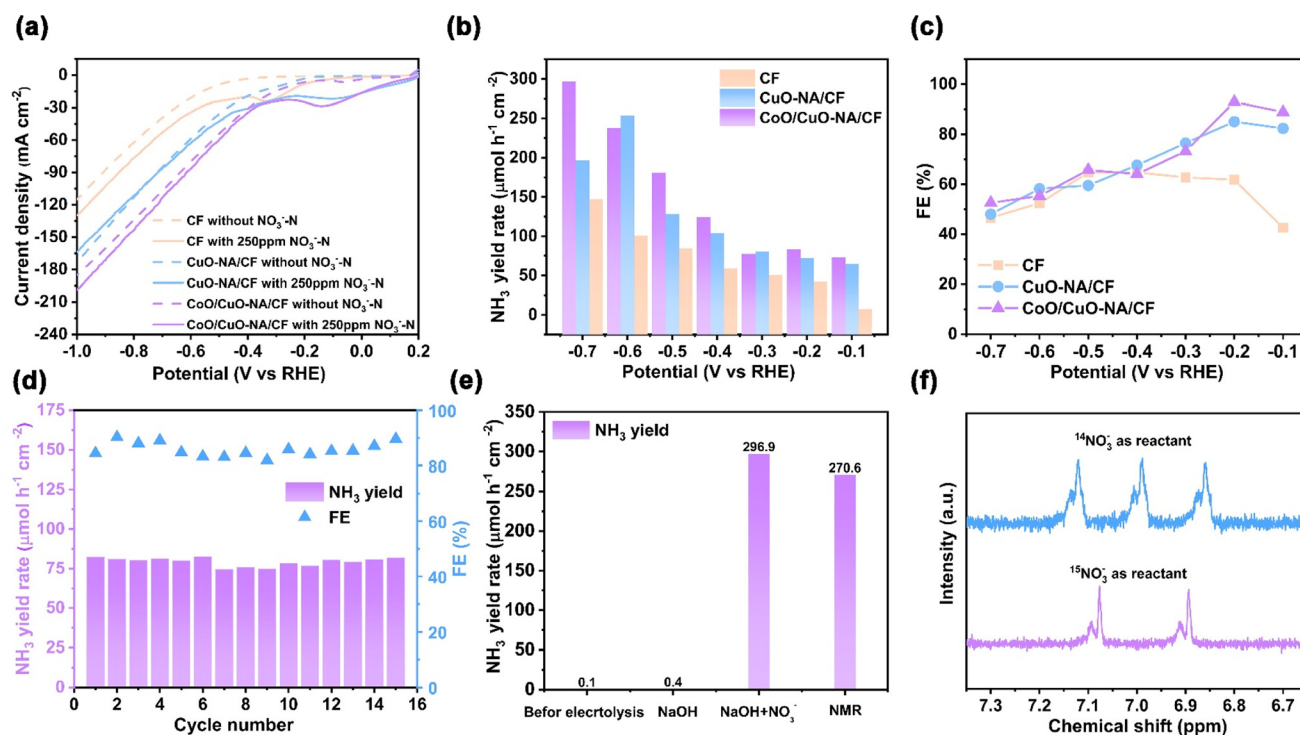 (a)
0
-30
-60
-90
-120
-150
-180
-210
-240
Current density (mA cm⁻²)
CF without NO₃⁻-N
CF with 250ppm NO₃⁻-N
CuO-NA/CF without NO₃⁻-N
CuO-NA/CF with 250ppm NO₃⁻-N
CoO/CuO-NA/CF without NO₃⁻-N
CoO/CuO-NA/CF with 250ppm NO₃⁻-N
-1.0 -0.8 -0.6 -0.4 -0.2 0.0 0.2
Potential (V vs RHE)
(b)
300
250
200
150
100
50
0
NH₃ yield rate (μmol h⁻¹ cm⁻²)
CF
CuO-NA/CF
CoO/CuO-NA/CF
-0.7 -0.6 -0.5 -0.4 -0.3 -0.2 -0.1
Potential (V vs RHE)
(c)
100
80
60
40
20
0
FE (%)
CF
CuO-NA/CF
CoO/CuO-NA/CF
-0.7 -0.6 -0.5 -0.4 -0.3 -0.2 -0.1
Potential (V vs RHE)
(d)
175
150
125
100
75
50
25
0
NH₃ yield rate (μmol h⁻¹ cm⁻²)
NH₃ yield
FE
100
80
60
40
20
0
FE (%)
0 2 4 6 8 10 12 14 16
Cycle number
(e)
350
300
250
200
150
100
50
0
NH₃ yield rate (μmol h⁻¹ cm⁻²)
NH₃ yield
0.1
0.4
296.9
270.6
Befor elecrtolysis NaOH NaOH+NO₃⁻ NMR
(f)
Intensity (a.u.)
¹⁴NO₃⁻ as reactant
¹⁵NO₃⁻ as reactant
7.3 7.2 7.1 7.0 6.9 6.8 6.7
Chemical shift (ppm)